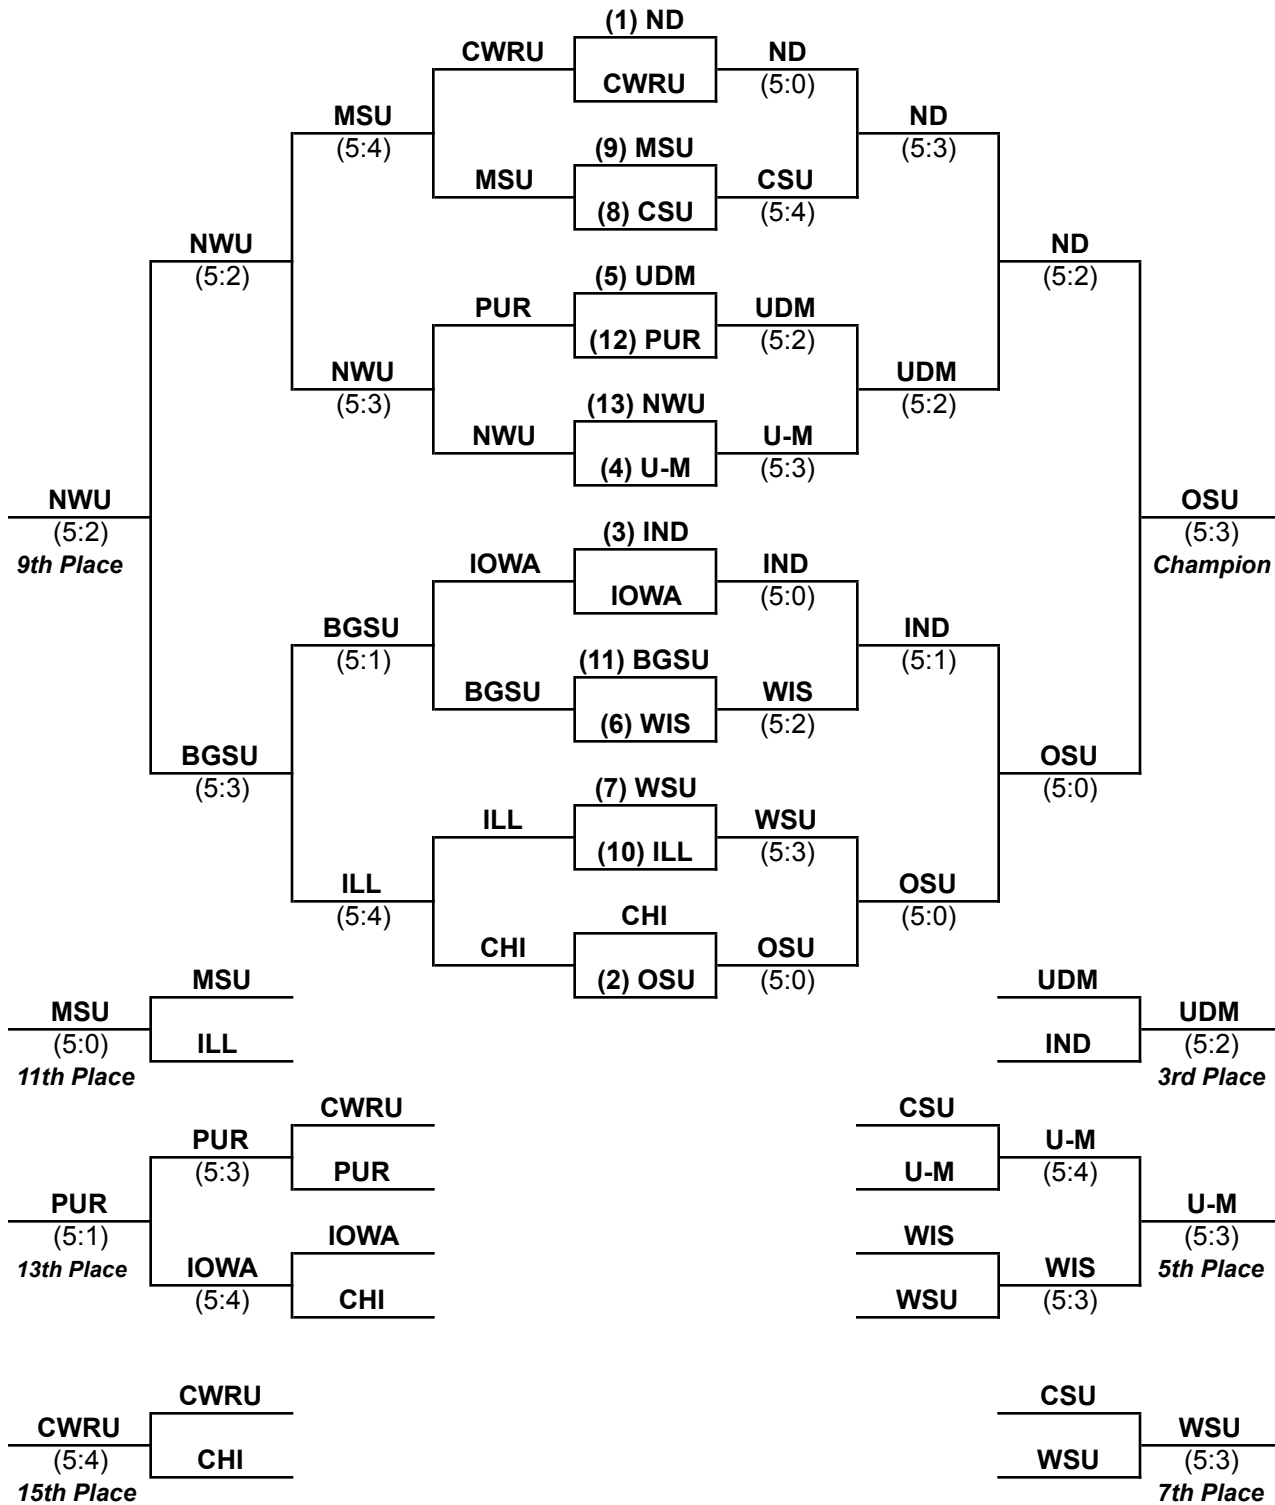 (1) ND
CWRU ND
CWRU (5:0)
MSU ND
(5:4) (9) MSU (5:3)
MSU CSU
(8) CSU (5:4)
NWU ND
(5:2) (5) UDM (5:2)
PUR UDM
(12) PUR (5:2)
NWU UDM
(5:3) (13) NWU (5:2)
NWU U-M
(4) U-M (5:3)
NWU OSU
(5:2) (3) IND (5:3)
9th Place IOWA IND Champion
IOWA (5:0)
BGSU IND
(5:1) (11) BGSU (5:1)
BGSU WIS
(6) WIS (5:2)
BGSU OSU
(5:3) (7) WSU (5:0)
ILL WSU
(10) ILL (5:3)
ILL OSU
(5:4) CHI (5:0)
CHI OSU
MSU (2) OSU (5:0) UDM
MSU UDM
(5:0) ILL IND (5:2)
11th Place 3rd Place
CWRU CSU
PUR U-M
(5:3) PUR U-M (5:4)
PUR U-M
(5:1) IOWA WIS (5:3)
13th Place IOWA WIS 5th Place
(5:4) CHI WSU (5:3)
CWRU CSU
CWRU WSU
(5:4) CHI WSU (5:3)
15th Place 7th Place